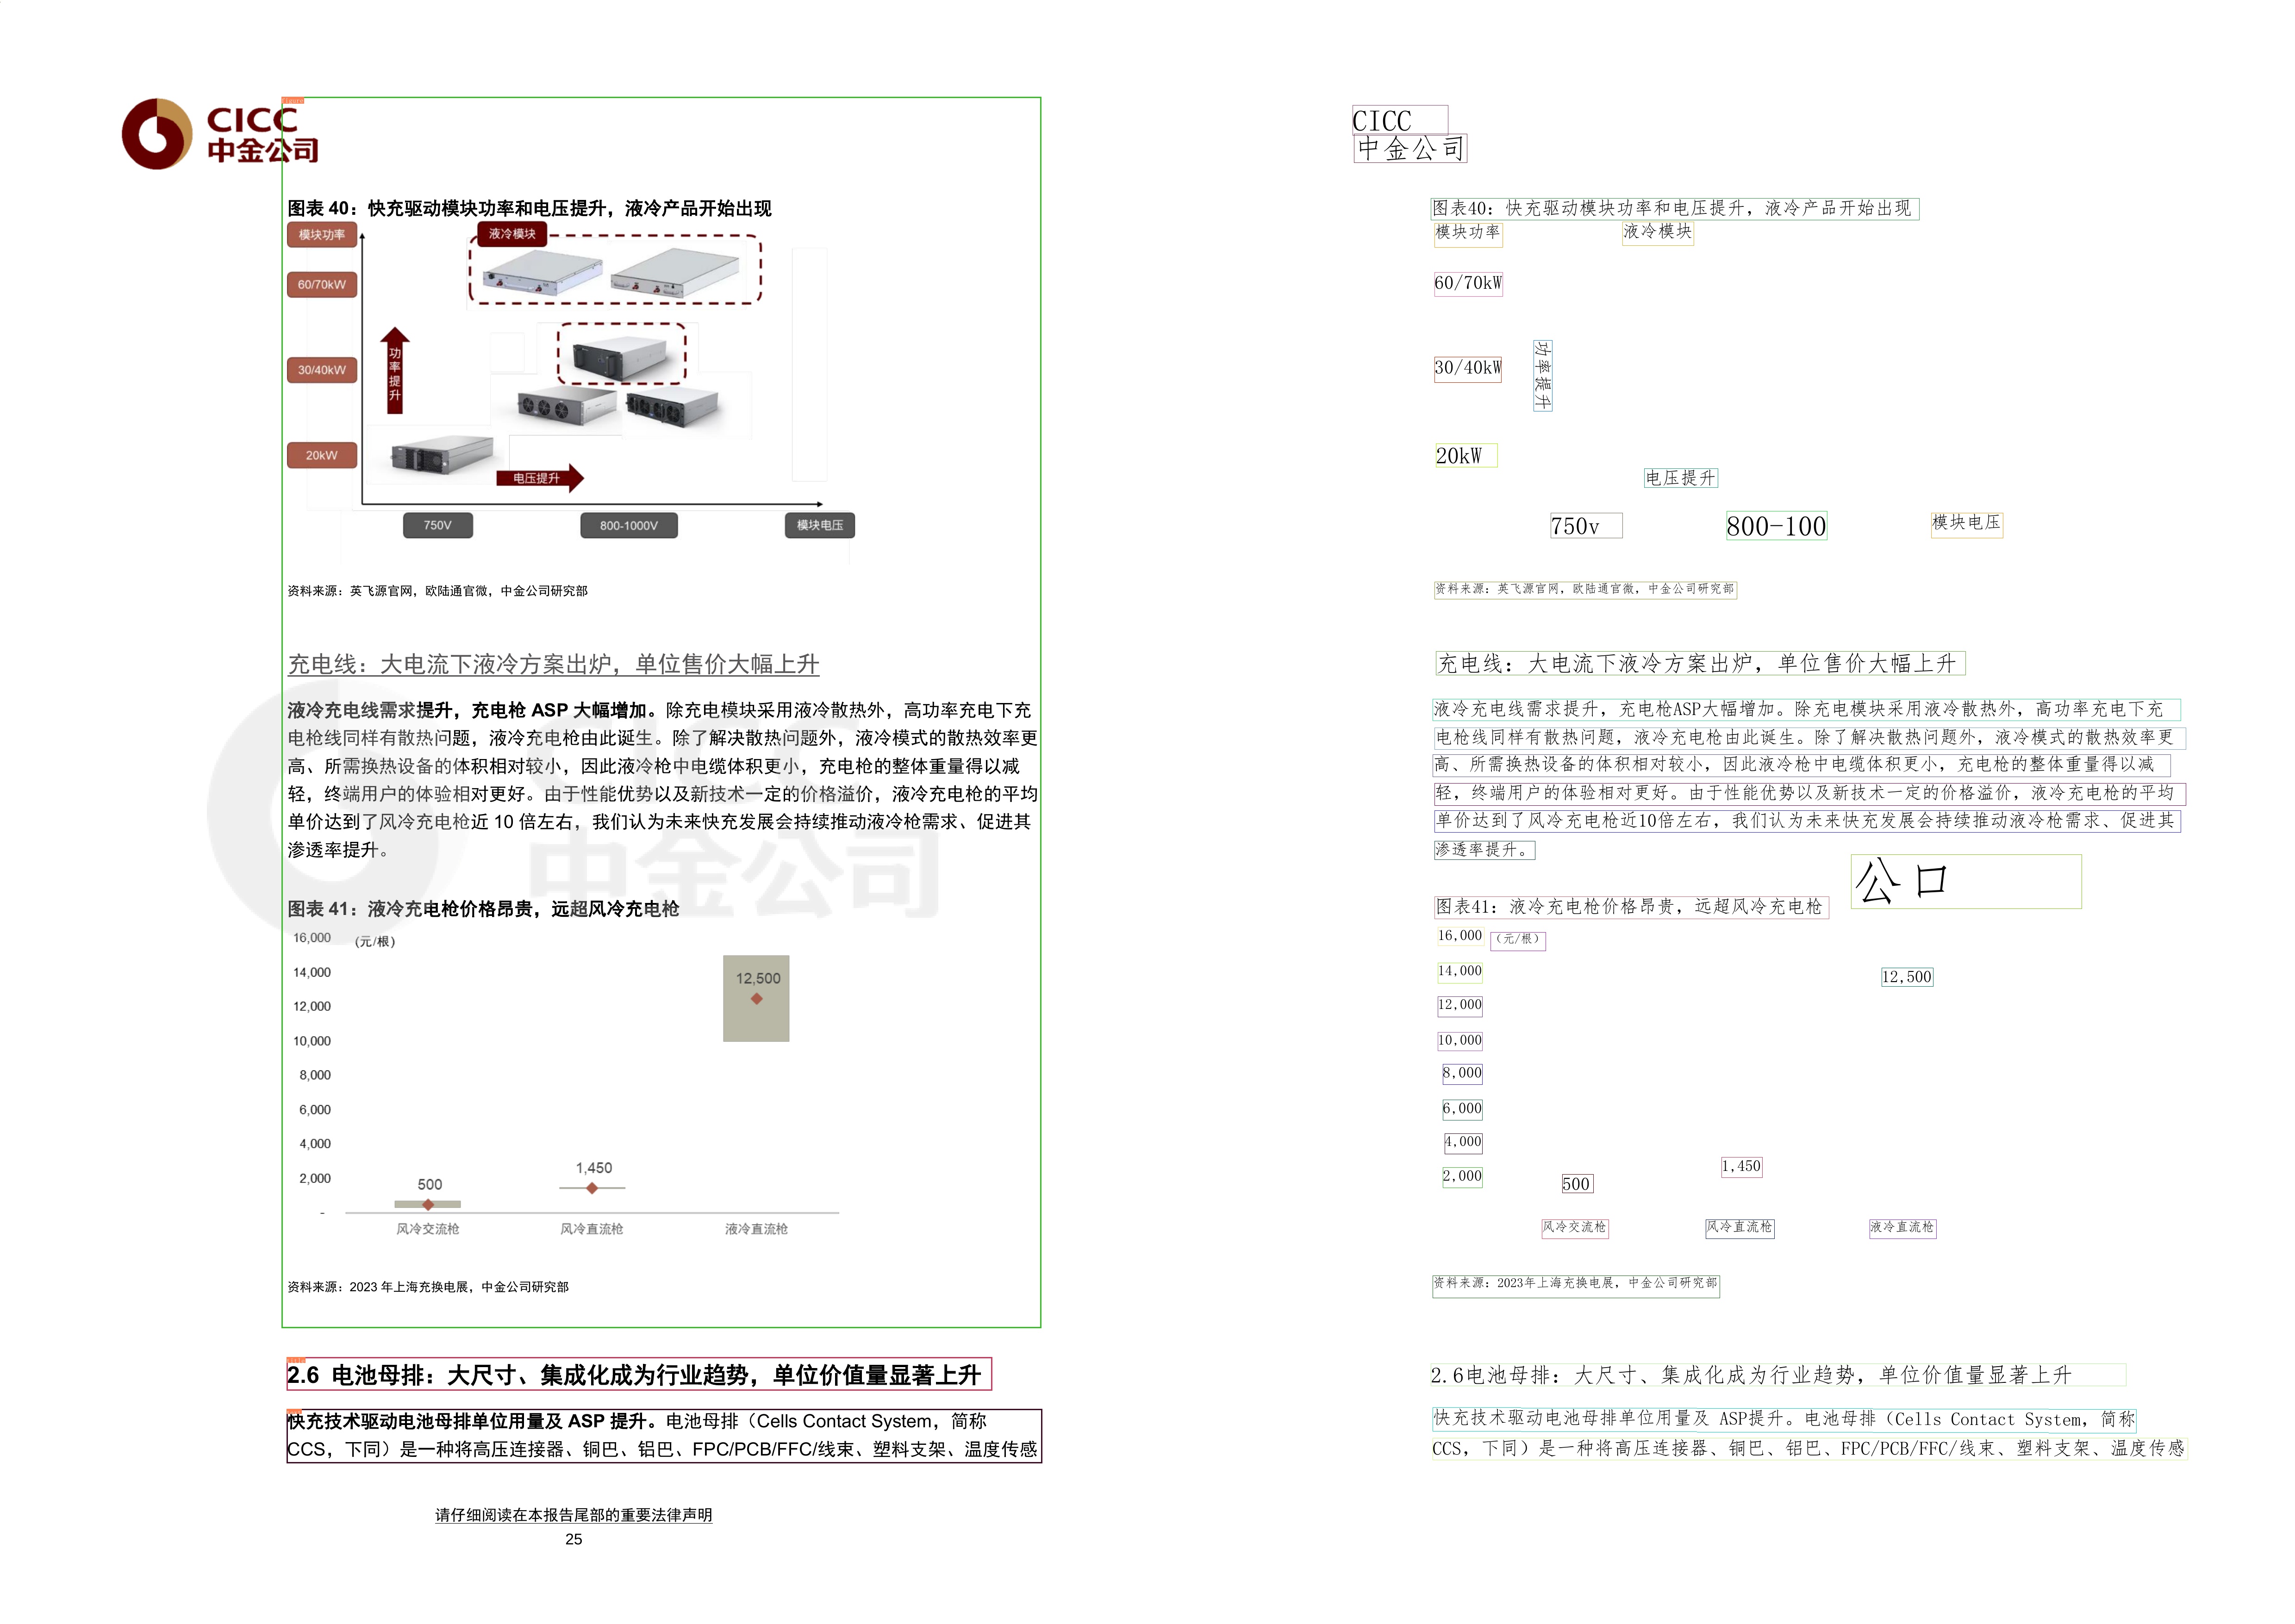 CICC
中金公司
图表 40：快充驱动模块功率和电压提升，液冷产品开始出现
模块功率
液冷模块
60/70kW
30/40kW
功率提升
20kW
电压提升
750V
800-1000V
模块电压
资料来源：英飞源官网，欧陆通官微，中金公司研究部
充电线：大电流下液冷方案出炉，单位售价大幅上升
液冷充电线需求提升，充电枪 ASP 大幅增加。除充电模块采用液冷散热外，高功率充电下充
电枪线同样有散热问题，液冷充电枪由此诞生。除了解决散热问题外，液冷模式的散热效率更
高、所需换热设备的体积相对较小，因此液冷枪中电缆体积更小，充电枪的整体重量得以减
轻，终端用户的体验相对更好。由于性能优势以及新技术一定的价格溢价，液冷充电枪的平均
单价达到了风冷充电枪近 10 倍左右，我们认为未来快充发展会持续推动液冷枪需求、促进其
渗透率提升。
CICC
中金公司
图表 41：液冷充电枪价格昂贵，远超风冷充电枪
16,000
(元/根)
14,000
12,500
12,000
10,000
8,000
6,000
4,000
2,000
1,450
500
-
风冷交流枪
风冷直流枪
液冷直流枪
资料来源：2023 年上海充换电展，中金公司研究部
2.6 电池母排：大尺寸、集成化成为行业趋势，单位价值量显著上升
快充技术驱动电池母排单位用量及 ASP 提升。电池母排（Cells Contact System，简称
CCS，下同）是一种将高压连接器、铜巴、铝巴、FPC/PCB/FFC/线束、塑料支架、温度传感
请仔细阅读在本报告尾部的重要法律声明
25
CICC
中金公司
图表40：快充驱动模块功率和电压提升，液冷产品开始出现
模块功率
液冷模块
60/70kW
30/40kW
功率提升
20kW
电压提升
750v
800-100
模块电压
资料来源：英飞源官网，欧陆通官微，中金公司研究部
充电线：大电流下液冷方案出炉，单位售价大幅上升
液冷充电线需求提升，充电枪ASP大幅增加。除充电模块采用液冷散热外，高功率充电下充
电枪线同样有散热问题，液冷充电枪由此诞生。除了解决散热问题外，液冷模式的散热效率更
高、所需换热设备的体积相对较小，因此液冷枪中电缆体积更小，充电枪的整体重量得以减
轻，终端用户的体验相对更好。由于性能优势以及新技术一定的价格溢价，液冷充电枪的平均
单价达到了风冷充电枪近10倍左右，我们认为未来快充发展会持续推动液冷枪需求、促进其
渗透率提升。
公口
图表41：液冷充电枪价格昂贵，远超风冷充电枪
16,000
（元/根）
14,000
12,500
12,000
10,000
8,000
6,000
4,000
2,000
1,450
500
风冷交流枪
风冷直流枪
液冷直流枪
资料来源：2023年上海充换电展，中金公司研究部
2.6电池母排：大尺寸、集成化成为行业趋势，单位价值量显著上升
快充技术驱动电池母排单位用量及 ASP提升。电池母排（Cells Contact System，简称
CCS，下同）是一种将高压连接器、铜巴、铝巴、FPC/PCB/FFC/线束、塑料支架、温度传感